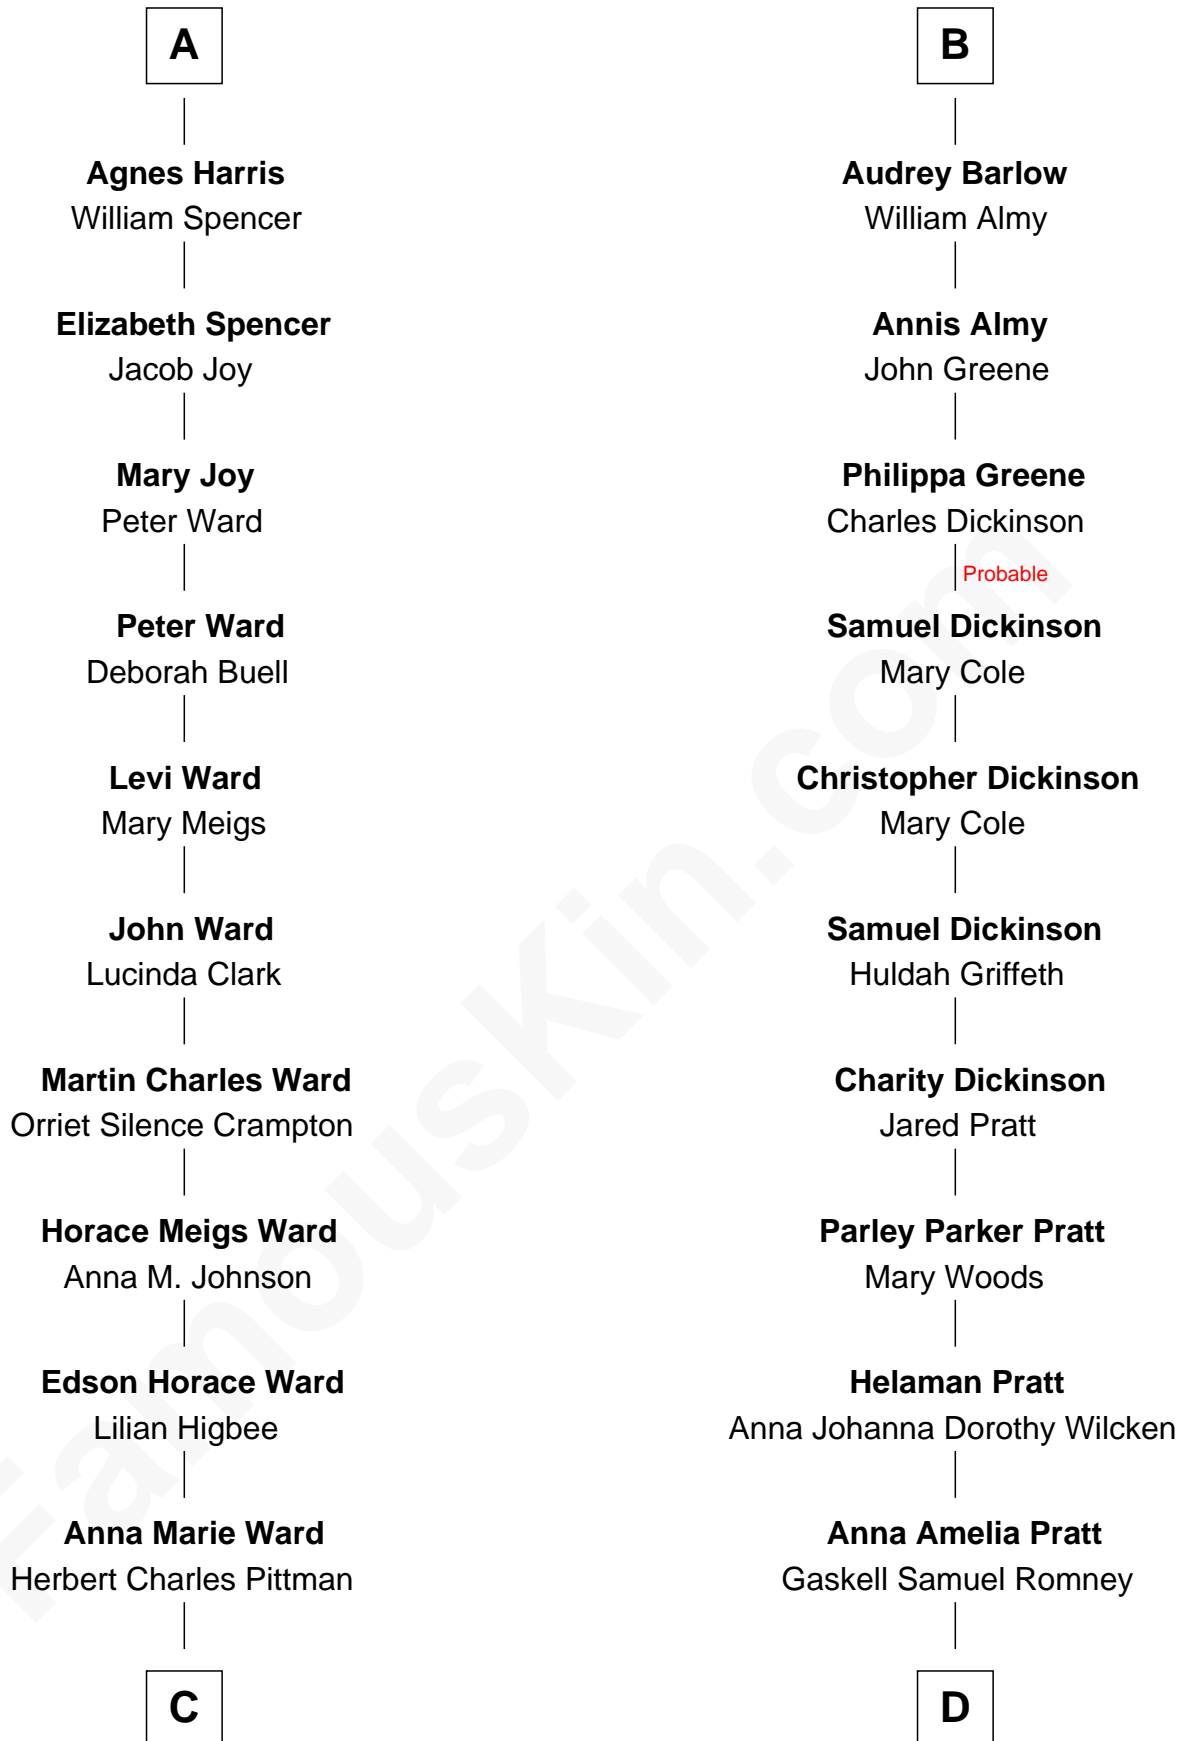 A
Agnes Harris
William Spencer
Elizabeth Spencer
Jacob Joy
Mary Joy
Peter Ward
Peter Ward
Deborah Buell
Levi Ward
Mary Meigs
John Ward
Lucinda Clark
Martin Charles Ward
Orriet Silence Crampton
Horace Meigs Ward
Anna M. Johnson
Edson Horace Ward
Lilian Higbee
Anna Marie Ward
Herbert Charles Pittman
C
B
Audrey Barlow
William Almy
Annis Almy
John Greene
Philippa Greene
Charles Dickinson
Probable
Samuel Dickinson
Mary Cole
Christopher Dickinson
Mary Cole
Samuel Dickinson
Huldah Griffeth
Charity Dickinson
Jared Pratt
Parley Parker Pratt
Mary Woods
Helaman Pratt
Anna Johanna Dorothy Wilcken
Anna Amelia Pratt
Gaskell Samuel Romney
D
FamousKin.com